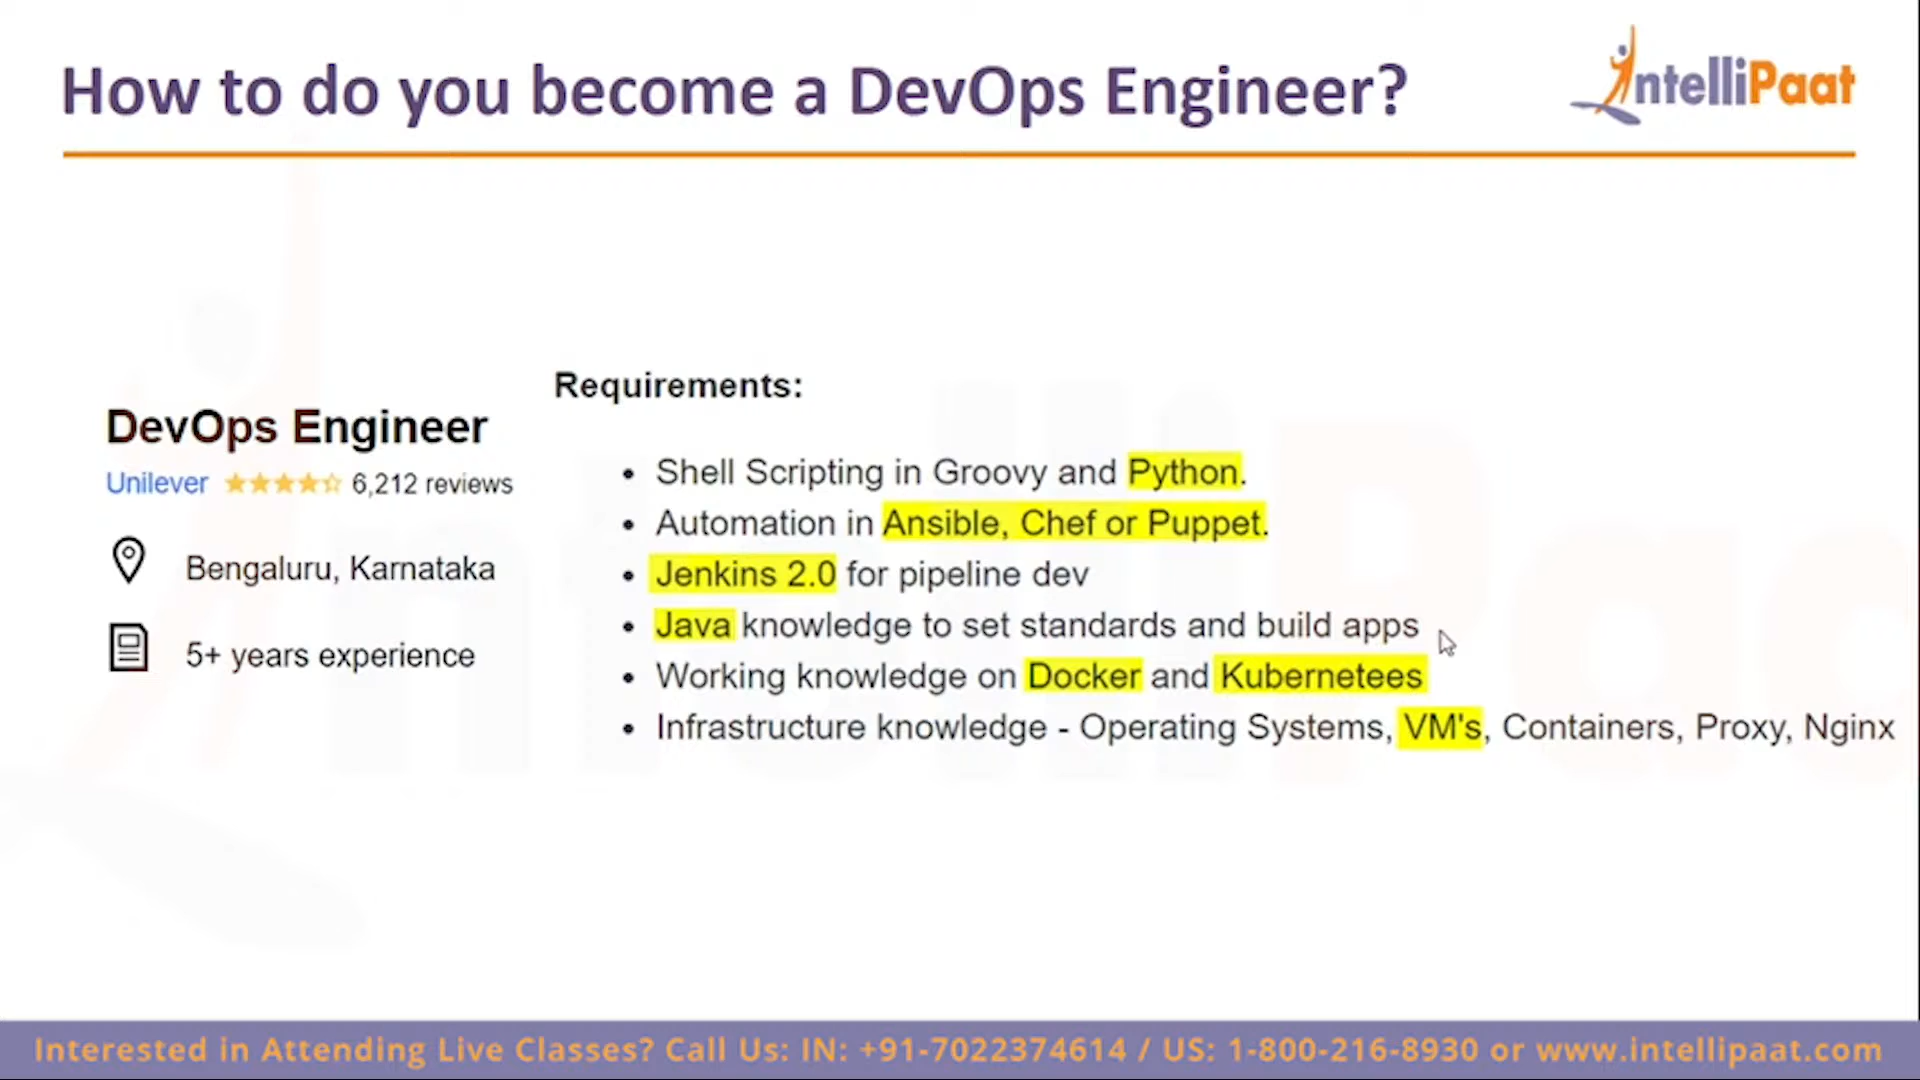 How to do you become a DevOps Engineer?
IntelliPaat
Requirements:
DevOps Engineer
Unilever 6,212 reviews
Bengaluru, Karnataka
5+ years experience
Shell Scripting in Groovy and Python.
Automation in Ansible, Chef or Puppet.
Jenkins 2.0 for pipeline dev
Java knowledge to set standards and build apps
Working knowledge on Docker and Kubernetees
Infrastructure knowledge - Operating Systems, VM's, Containers, Proxy, Nginx
Interested in Attending Live Classes? Call Us: IN: +91-7022374614 / US: 1-800-216-8930 or www.intellipaat.com